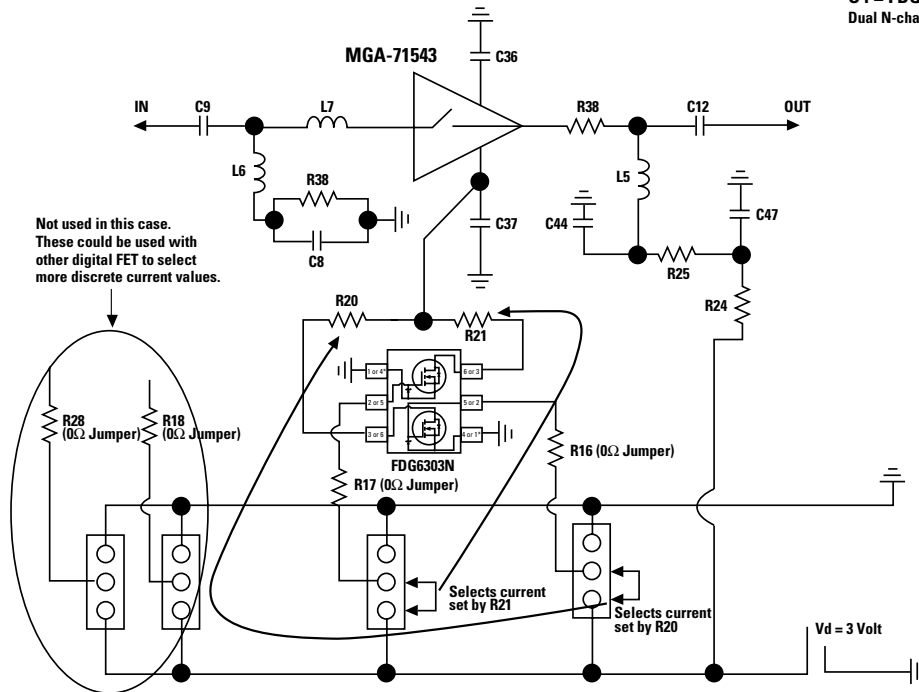 Dual N-cha
C36
MGA-71543
IN
C9
L7
R38
C12
OUT
L6
R38
C8
C37
L5
C44
C47
R25
R24
Not used in this case.
These could be used with
other digital FET to select
more discrete current values.
R20
R21
1 or 4*
6 or 3
2 or 5
5 or 2
3 or 6
4 or 1*
FDG6303N
R28
(0Ω Jumper)
R18
(0Ω Jumper)
R17 (0Ω Jumper)
R16 (0Ω Jumper)
Selects current
set by R21
Selects current
set by R20
Vd = 3 Volt